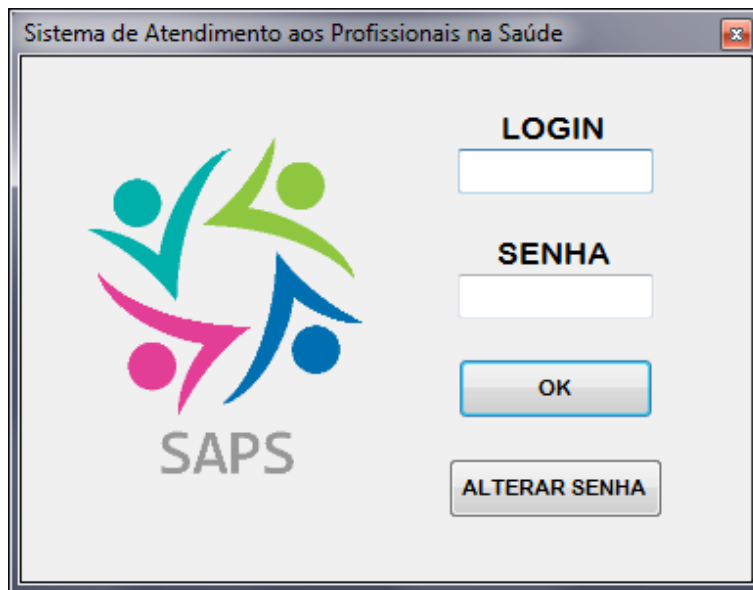 Sistema de Atendimento aos Profissionais na Saúde
LOGIN
SENHA
OK
ALTERAR SENHA
SAPS